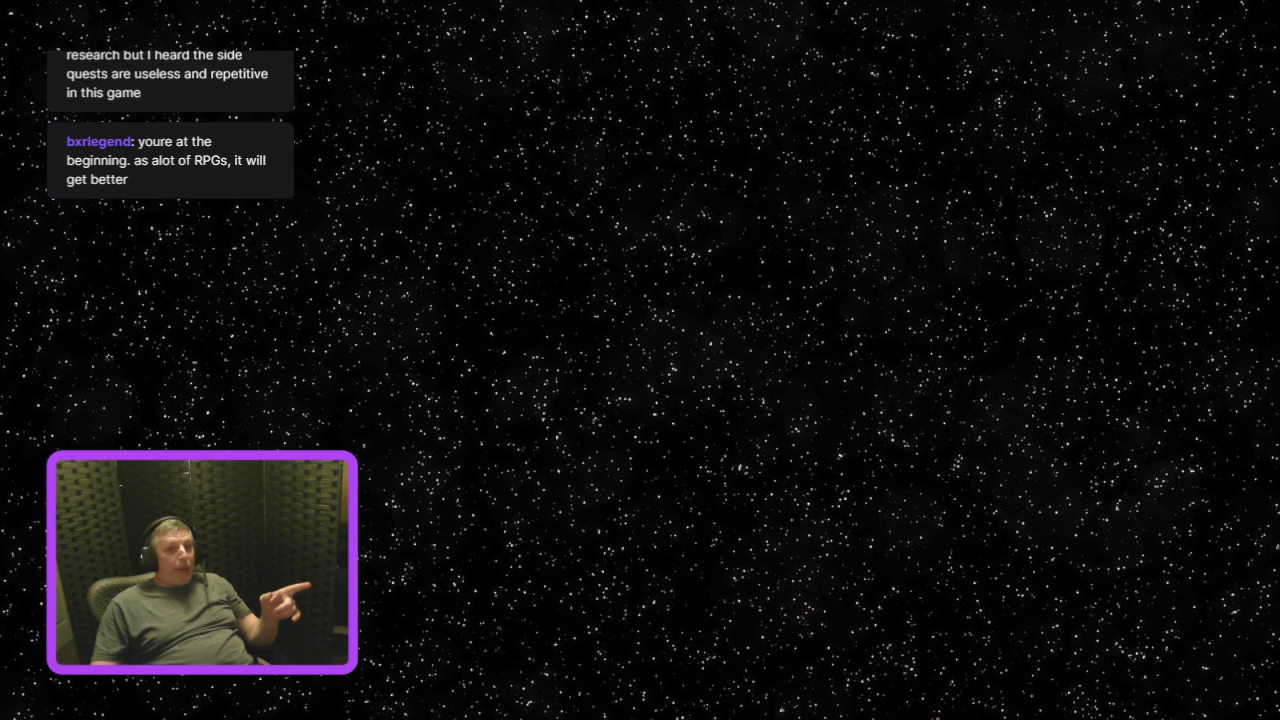 research but I heard the side
quests are useless and repetitive
in this game
bxrlegend: youre at the
beginning. as alot of RPGs, it will
get better